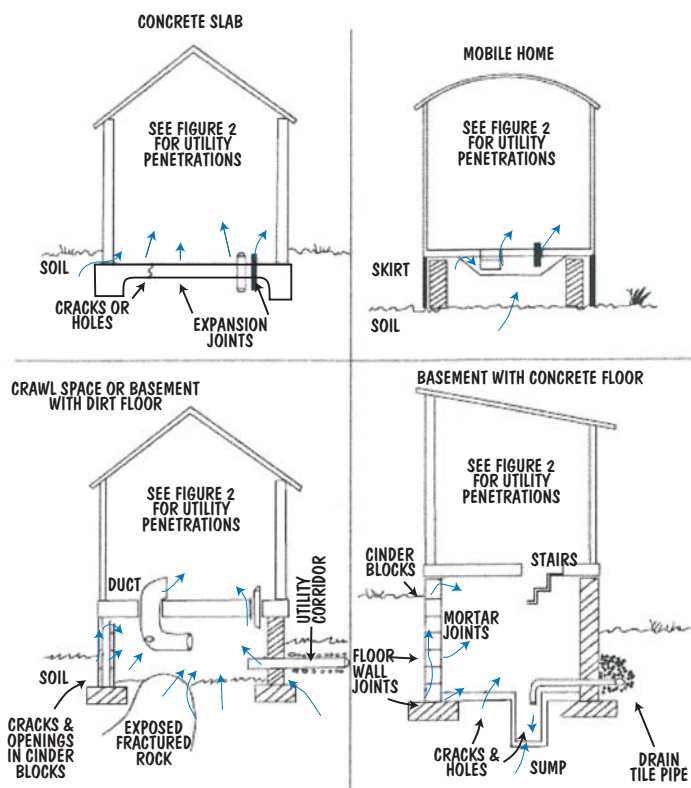 CONCRETE SLAB
SEE FIGURE 2
FOR UTILITY
PENETRATIONS
SOIL
CRACKS OR
HOLES
EXPANSION
JOINTS
MOBILE HOME
SEE FIGURE 2
FOR UTILITY
PENETRATIONS
SKIRT
SOIL
CRAWL SPACE OR BASEMENT
WITH DIRT FLOOR
SEE FIGURE 2
FOR UTILITY
PENETRATIONS
DUCT
UTILITY
CORRIDOR
SOIL
CRACKS &
OPENINGS
IN CINDER
BLOCKS
EXPOSED
FRACTURED
ROCK
BASEMENT WITH CONCRETE FLOOR
SEE FIGURE 2
FOR UTILITY
PENETRATIONS
CINDER
BLOCKS
STAIRS
MORTAR
JOINTS
FLOOR
WALL
JOINTS
CRACKS &
HOLES
SUMP
DRAIN
TILE PIPE